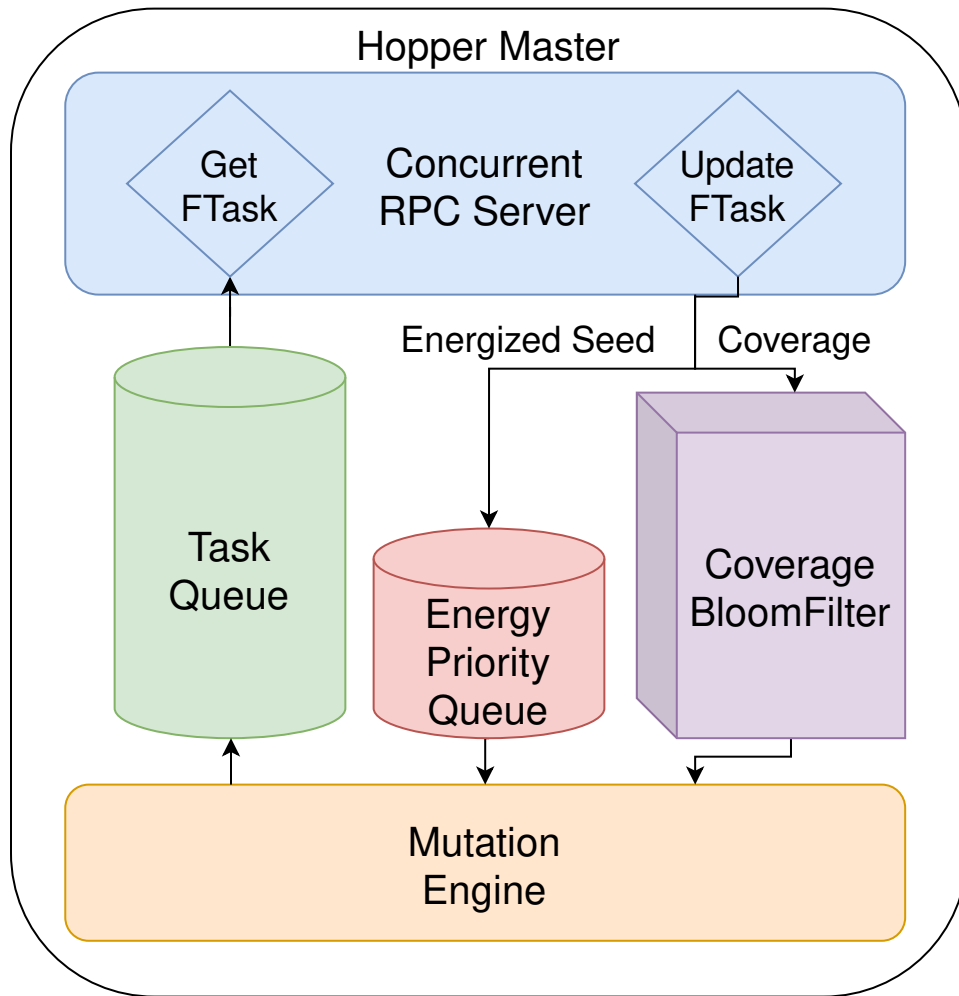 Hopper Master
Get
FTask
Concurrent
RPC Server
Update
FTask
Energized Seed
Coverage
Task
Queue
Energy
Priority
Queue
Coverage
BloomFilter
Mutation
Engine